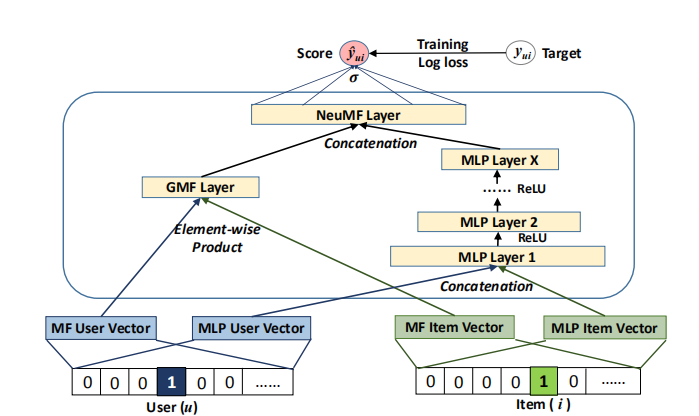 Score ŷui Training yui Target
Log loss
σ
NeuMF Layer
Concatenation
MLP Layer X
GMF Layer
...... ReLU
Element-wise
Product
MLP Layer 2
ReLU
MLP Layer 1
Concatenation
MF User Vector MLP User Vector MF Item Vector MLP Item Vector
0 0 0 1 0 0 ...... 0 0 0 0 1 0 ......
User (u) Item ( i )